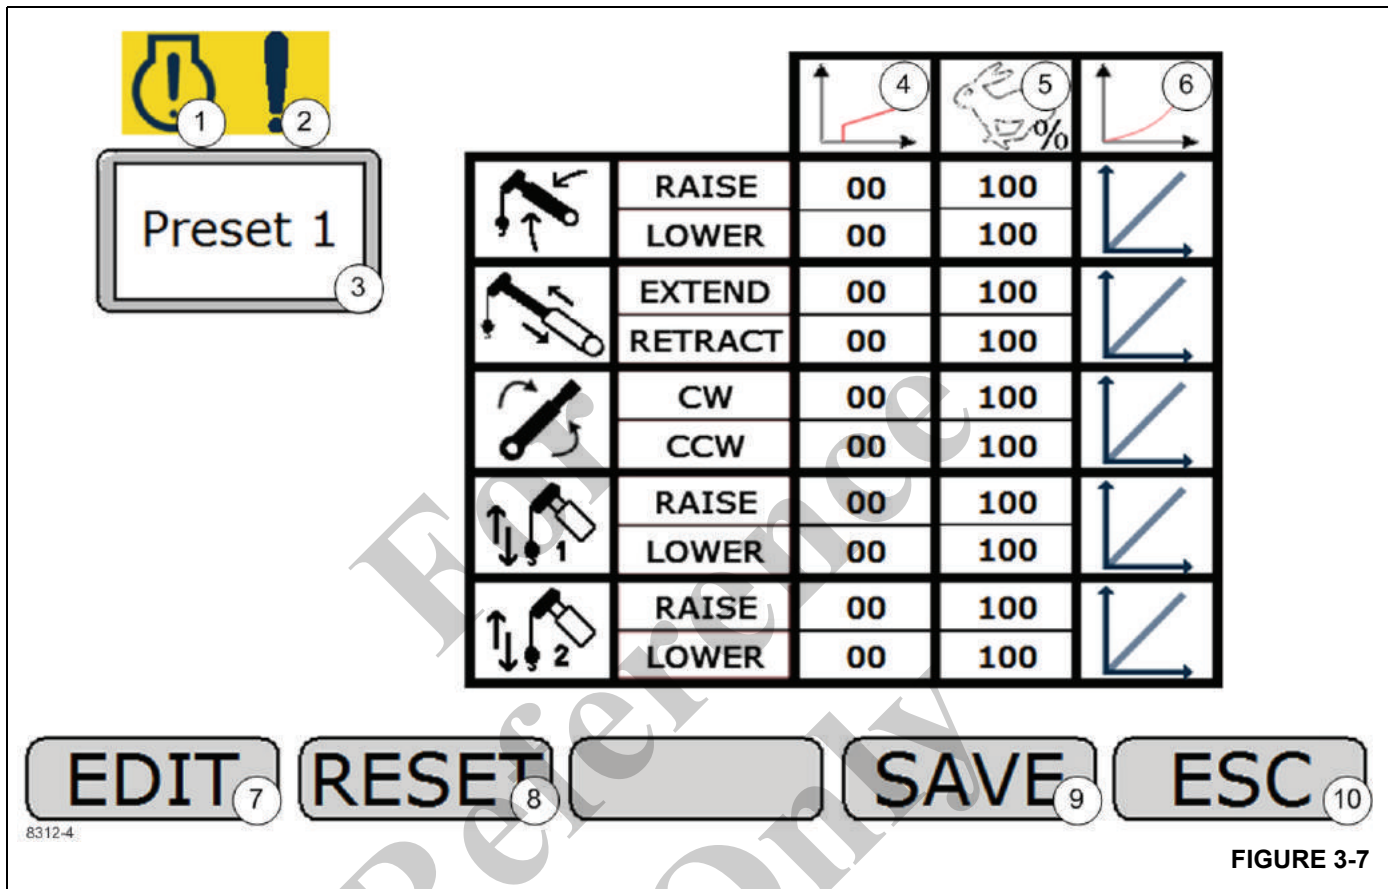 1 2
Preset 1
3
4 5 6
%
RAISE 00 100
LOWER 00 100
EXTEND 00 100
RETRACT 00 100
CW 00 100
CCW 00 100
1 RAISE 00 100
LOWER 00 100
2 RAISE 00 100
LOWER 00 100
EDIT 7 RESET 8 SAVE 9 ESC 10
8312-4
FIGURE 3-7
For
Reference
Only